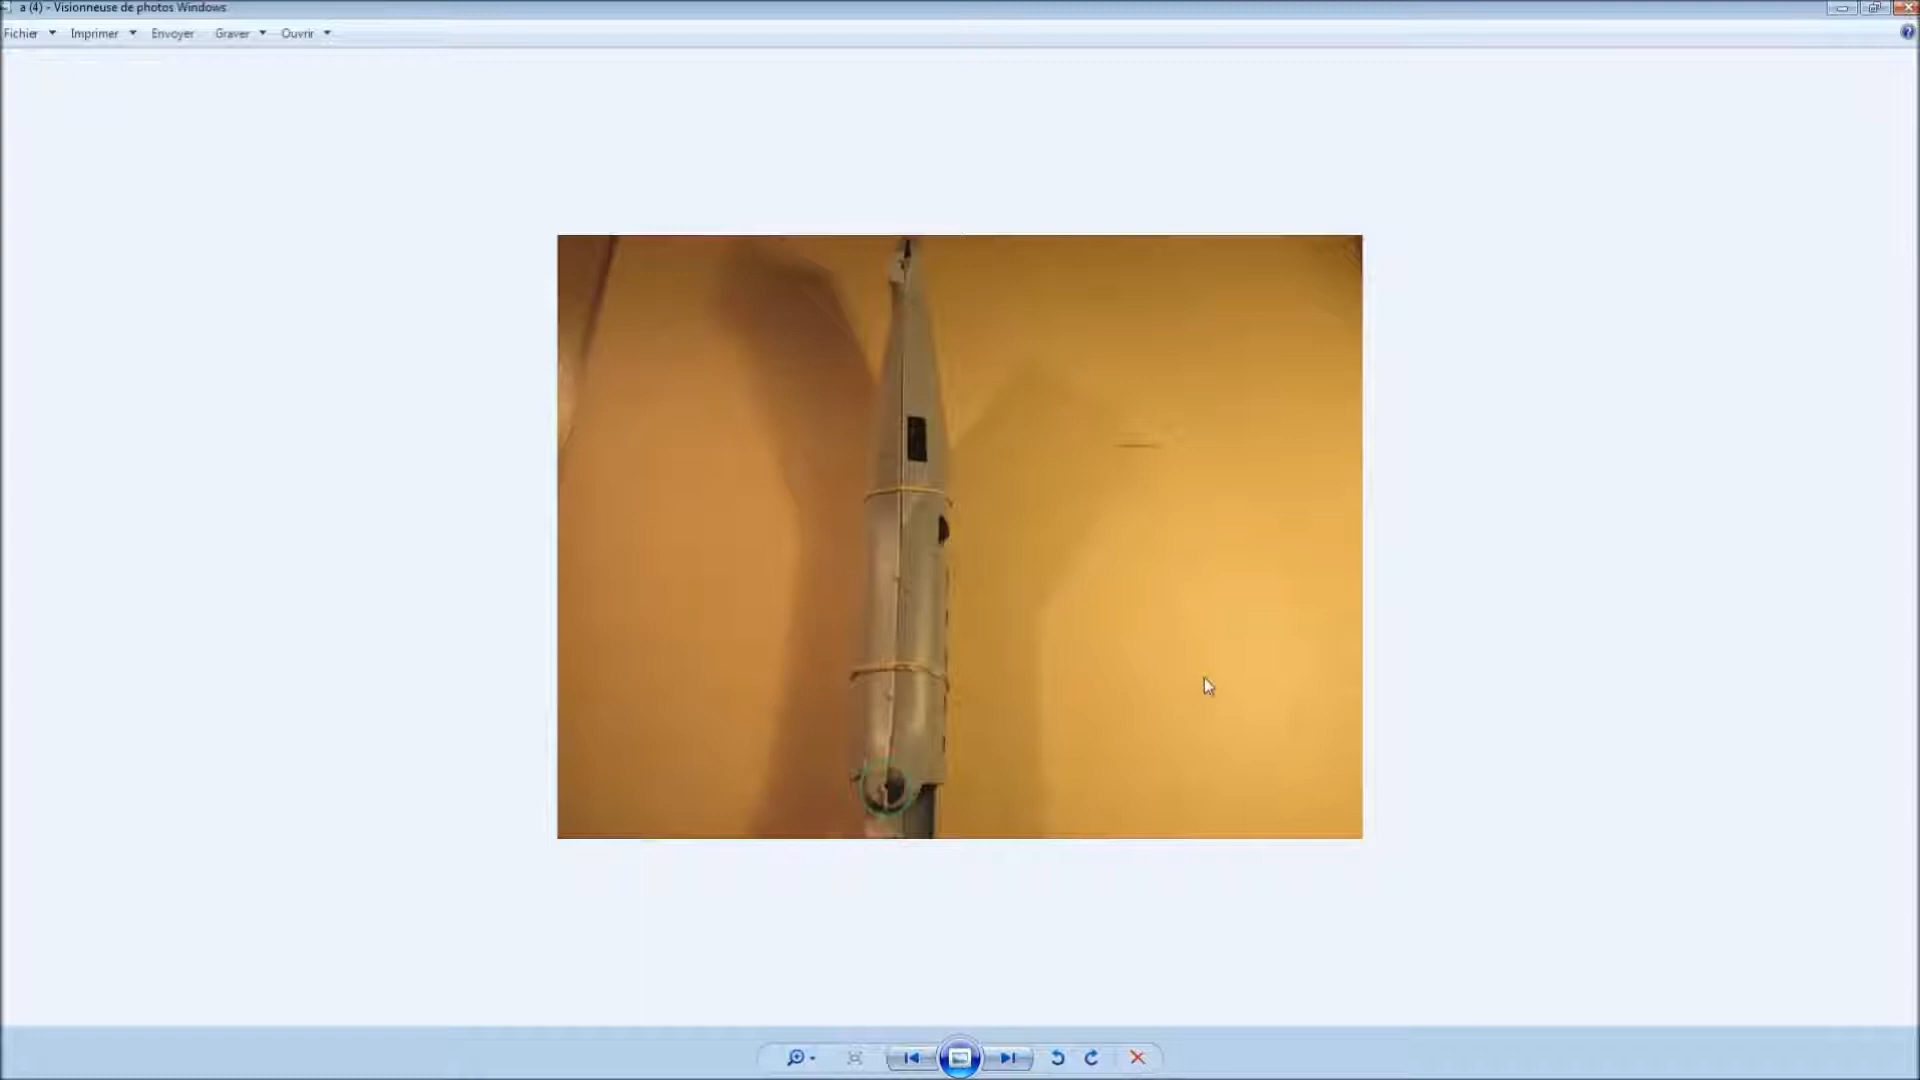 a (4) - Visionneuse de photos Windows
Fichier Imprimer Envoyer Graver Ouvrir